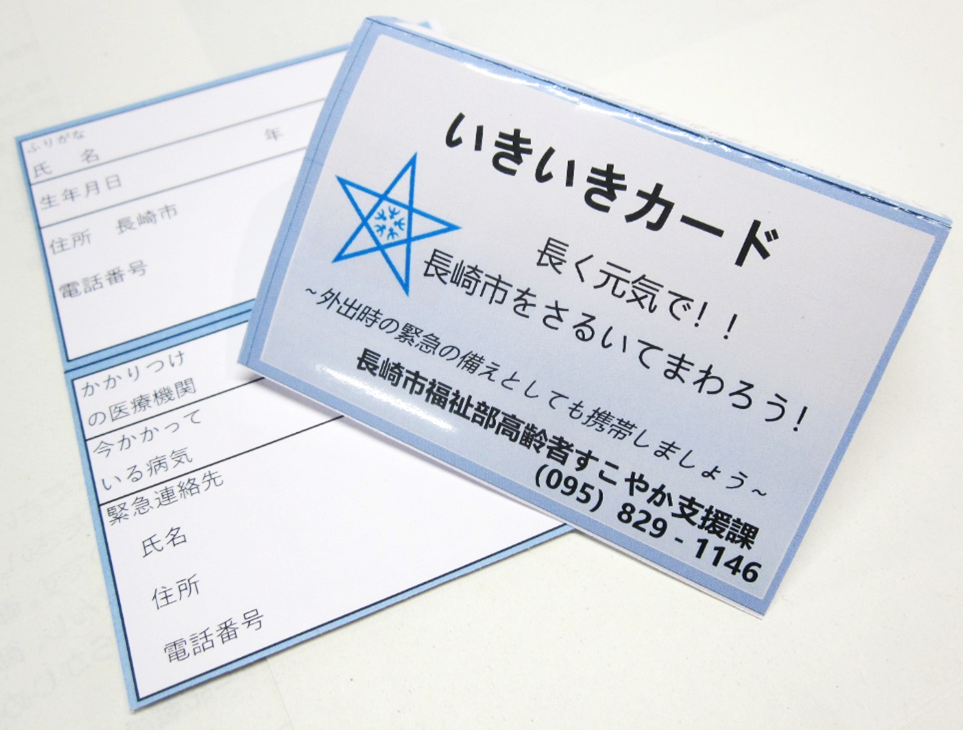 いきいきカード
長く元気で！！
長崎市をさるいてまわろう！
～外出時の緊急の備えとしても携帯しましょう～
長崎市福祉部高齢者すこやか支援課
(095) 829 - 1146
ふりがな
氏 名
年
生年月日
住所 長崎市
電話番号
かかりつけ
の医療機関
今かかって
いる病気
緊急連絡先
氏名
住所
電話番号